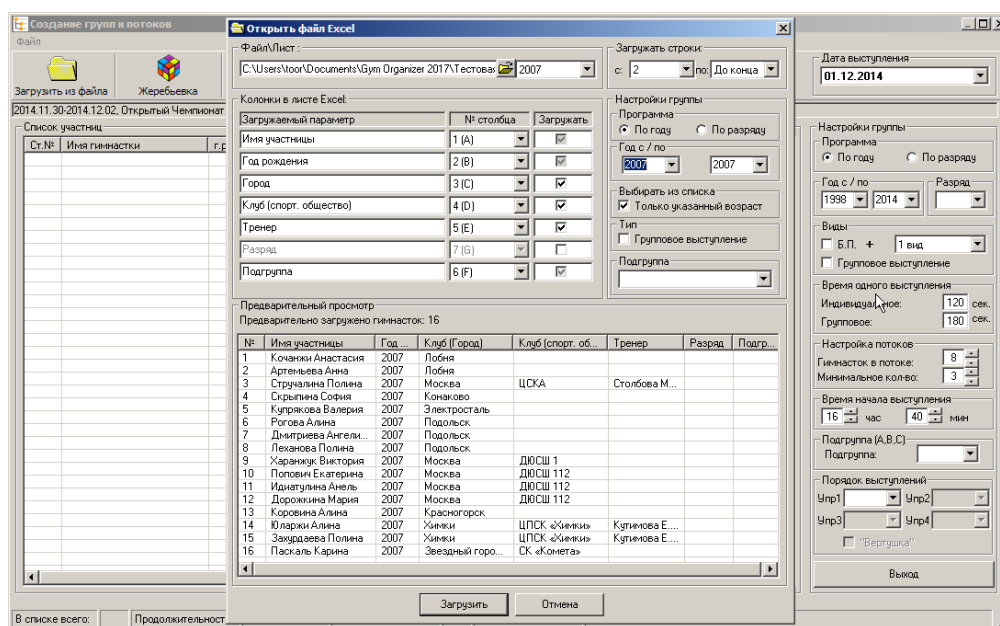 Создание групп и потоков
Файл
Загрузить из файла
Жеребьевка
Дата выступления
01.12.2014
2014.11.30-2014.12.02, Открытый Чемпионат
Список участниц
Ст.№ Имя гимнастки
Открыть файл Excel
Файл\Лист :
C:\Users\toor\Documents\Gym Organizer 2017\Тестовая 2007
Загружать строки:
с: 2 по: До конца
Колонки в листе Excel:
Загружаемый параметр № столбца Загружать
Имя участницы 1 (A)
Год рождения 2 (B)
Город 3 (C)
Клуб (спорт. общество) 4 (D)
Тренер 5 (E)
Разряд 7 (G)
Подгруппа 6 (F)
Настройки группы
Программа
По году По разряду
Год с / по
2007 2007
Выбирать из списка
Только указанный возраст
Тип
Групповое выступление
Подгруппа
Предварительный просмотр
Предварительно загружено гимнасток: 16
№ Имя участницы Год ... Клуб (Город) Клуб (спорт. об... Тренер Разряд Подгр...
1 Кочанжи Анастасия 2007 Лобня
2 Артемьева Анна 2007 Лобня
3 Стручалина Полина 2007 Москва ЦСКА Столбова М...
4 Скрыпина София 2007 Конаково
5 Купрякова Валерия 2007 Электросталь
6 Рогова Алина 2007 Подольск
7 Дмитриева Ангели... 2007 Подольск
8 Леханова Полина 2007 Подольск
9 Харанжук Виктория 2007 Москва ДЮСШ 1
10 Попович Екатерина 2007 Москва ДЮСШ 112
11 Идиатулина Анель 2007 Москва ДЮСШ 112
12 Дорожкина Мария 2007 Москва ДЮСШ 112
13 Коровина Алина 2007 Красногорск
14 Юларжи Алина 2007 Химки ЦПСК «Химки» Кутимова Е....
15 Захурдаева Полина 2007 Химки ЦПСК «Химки» Кутимова Е....
16 Паскаль Карина 2007 Звездный горо... СК «Комета»
Загрузить Отмена
Настройки группы
Программа
По году По разряду
Год с / по Разряд
1998 2014
Виды
Б.П. + 1 вид
Групповое выступление
Время одного выступления
Индивидуальное: 120 сек.
Групповое: 180 сек.
Настройка потоков
Гимнасток в потоке: 8
Минимальное кол-во: 3
Время начала выступления
16 час 40 мин
Подгруппа (A,B,C)
Подгруппа:
Порядок выступлений
Упр1 Упр2
Упр3 Упр4
"Вертушка"
Выход
В списке всего:
Продолжительност